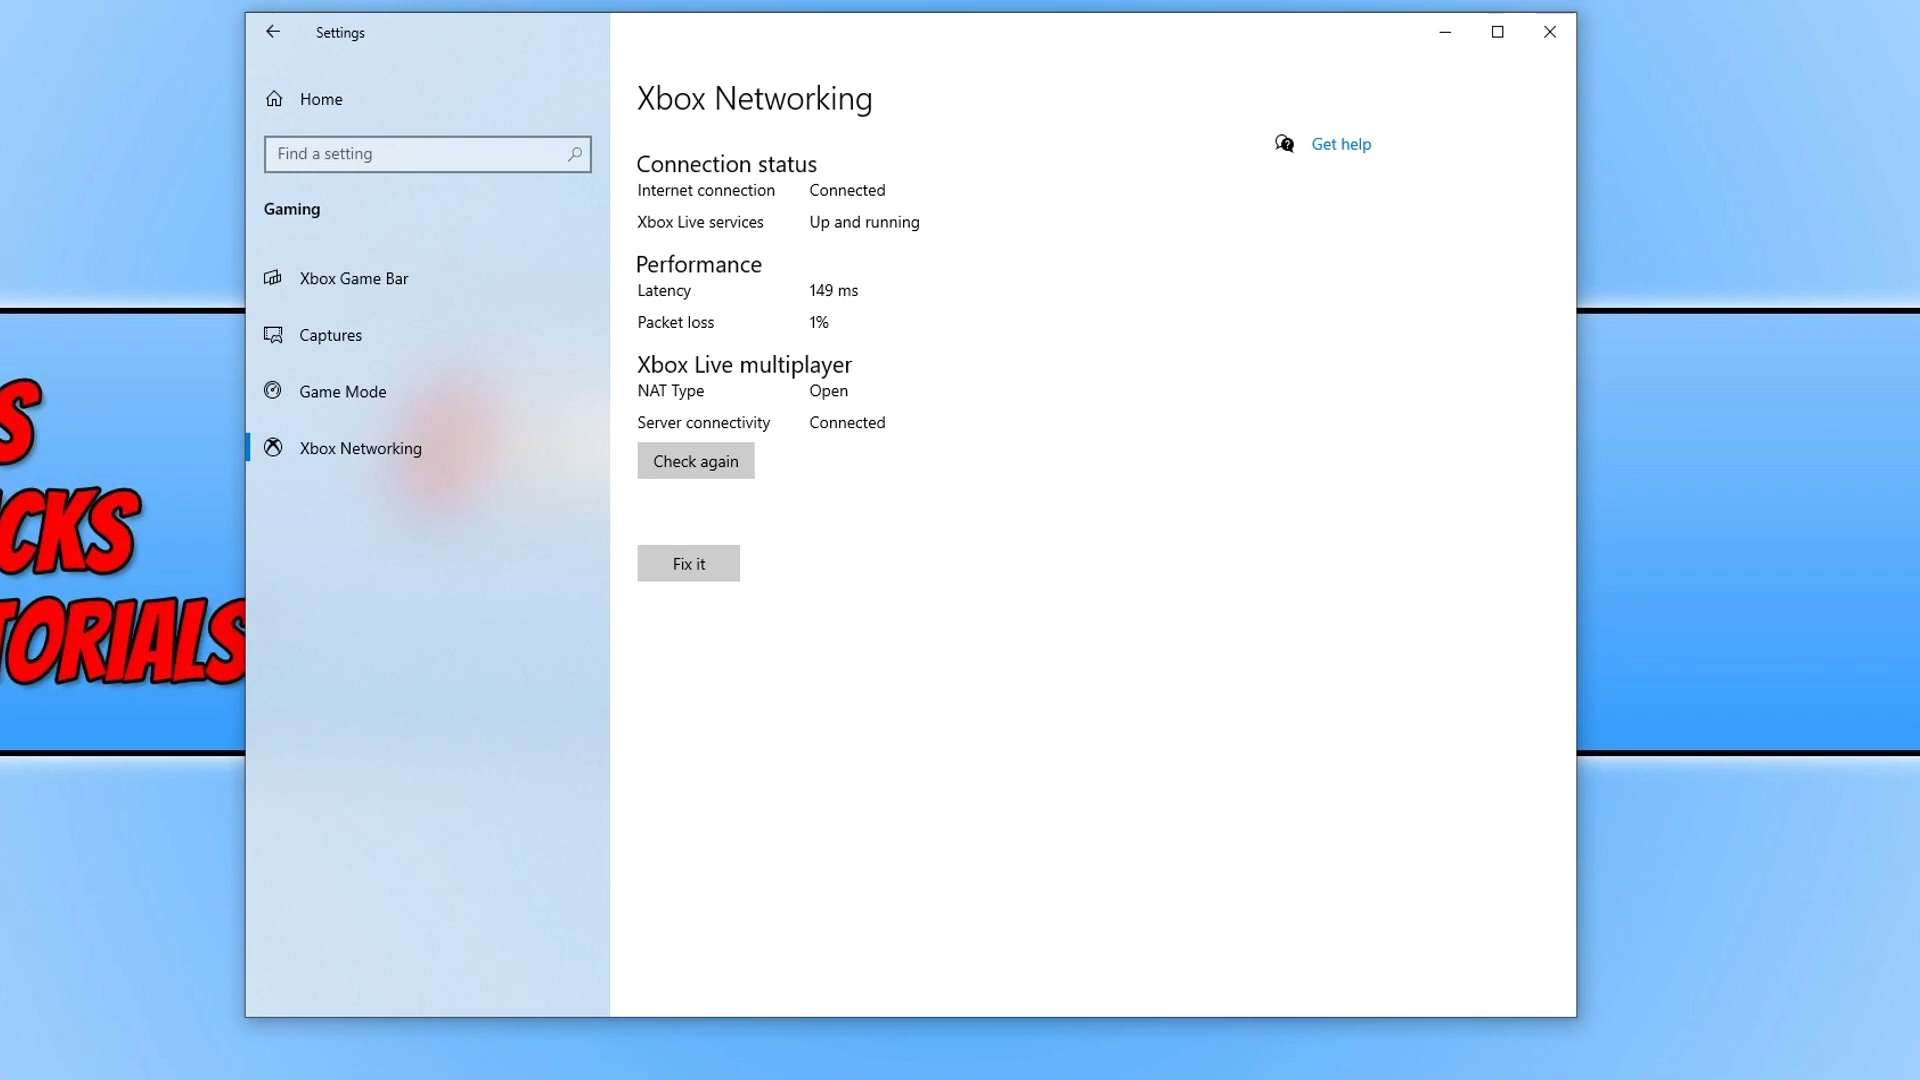 Settings
Home
Find a setting
Gaming
Xbox Game Bar
Captures
Game Mode
Xbox Networking
Xbox Networking
Get help
Connection status
Internet connection Connected
Xbox Live services Up and running
Performance
Latency 149 ms
Packet loss 1%
Xbox Live multiplayer
NAT Type Open
Server connectivity Connected
Check again
Fix it
S
CKS
TORIALS